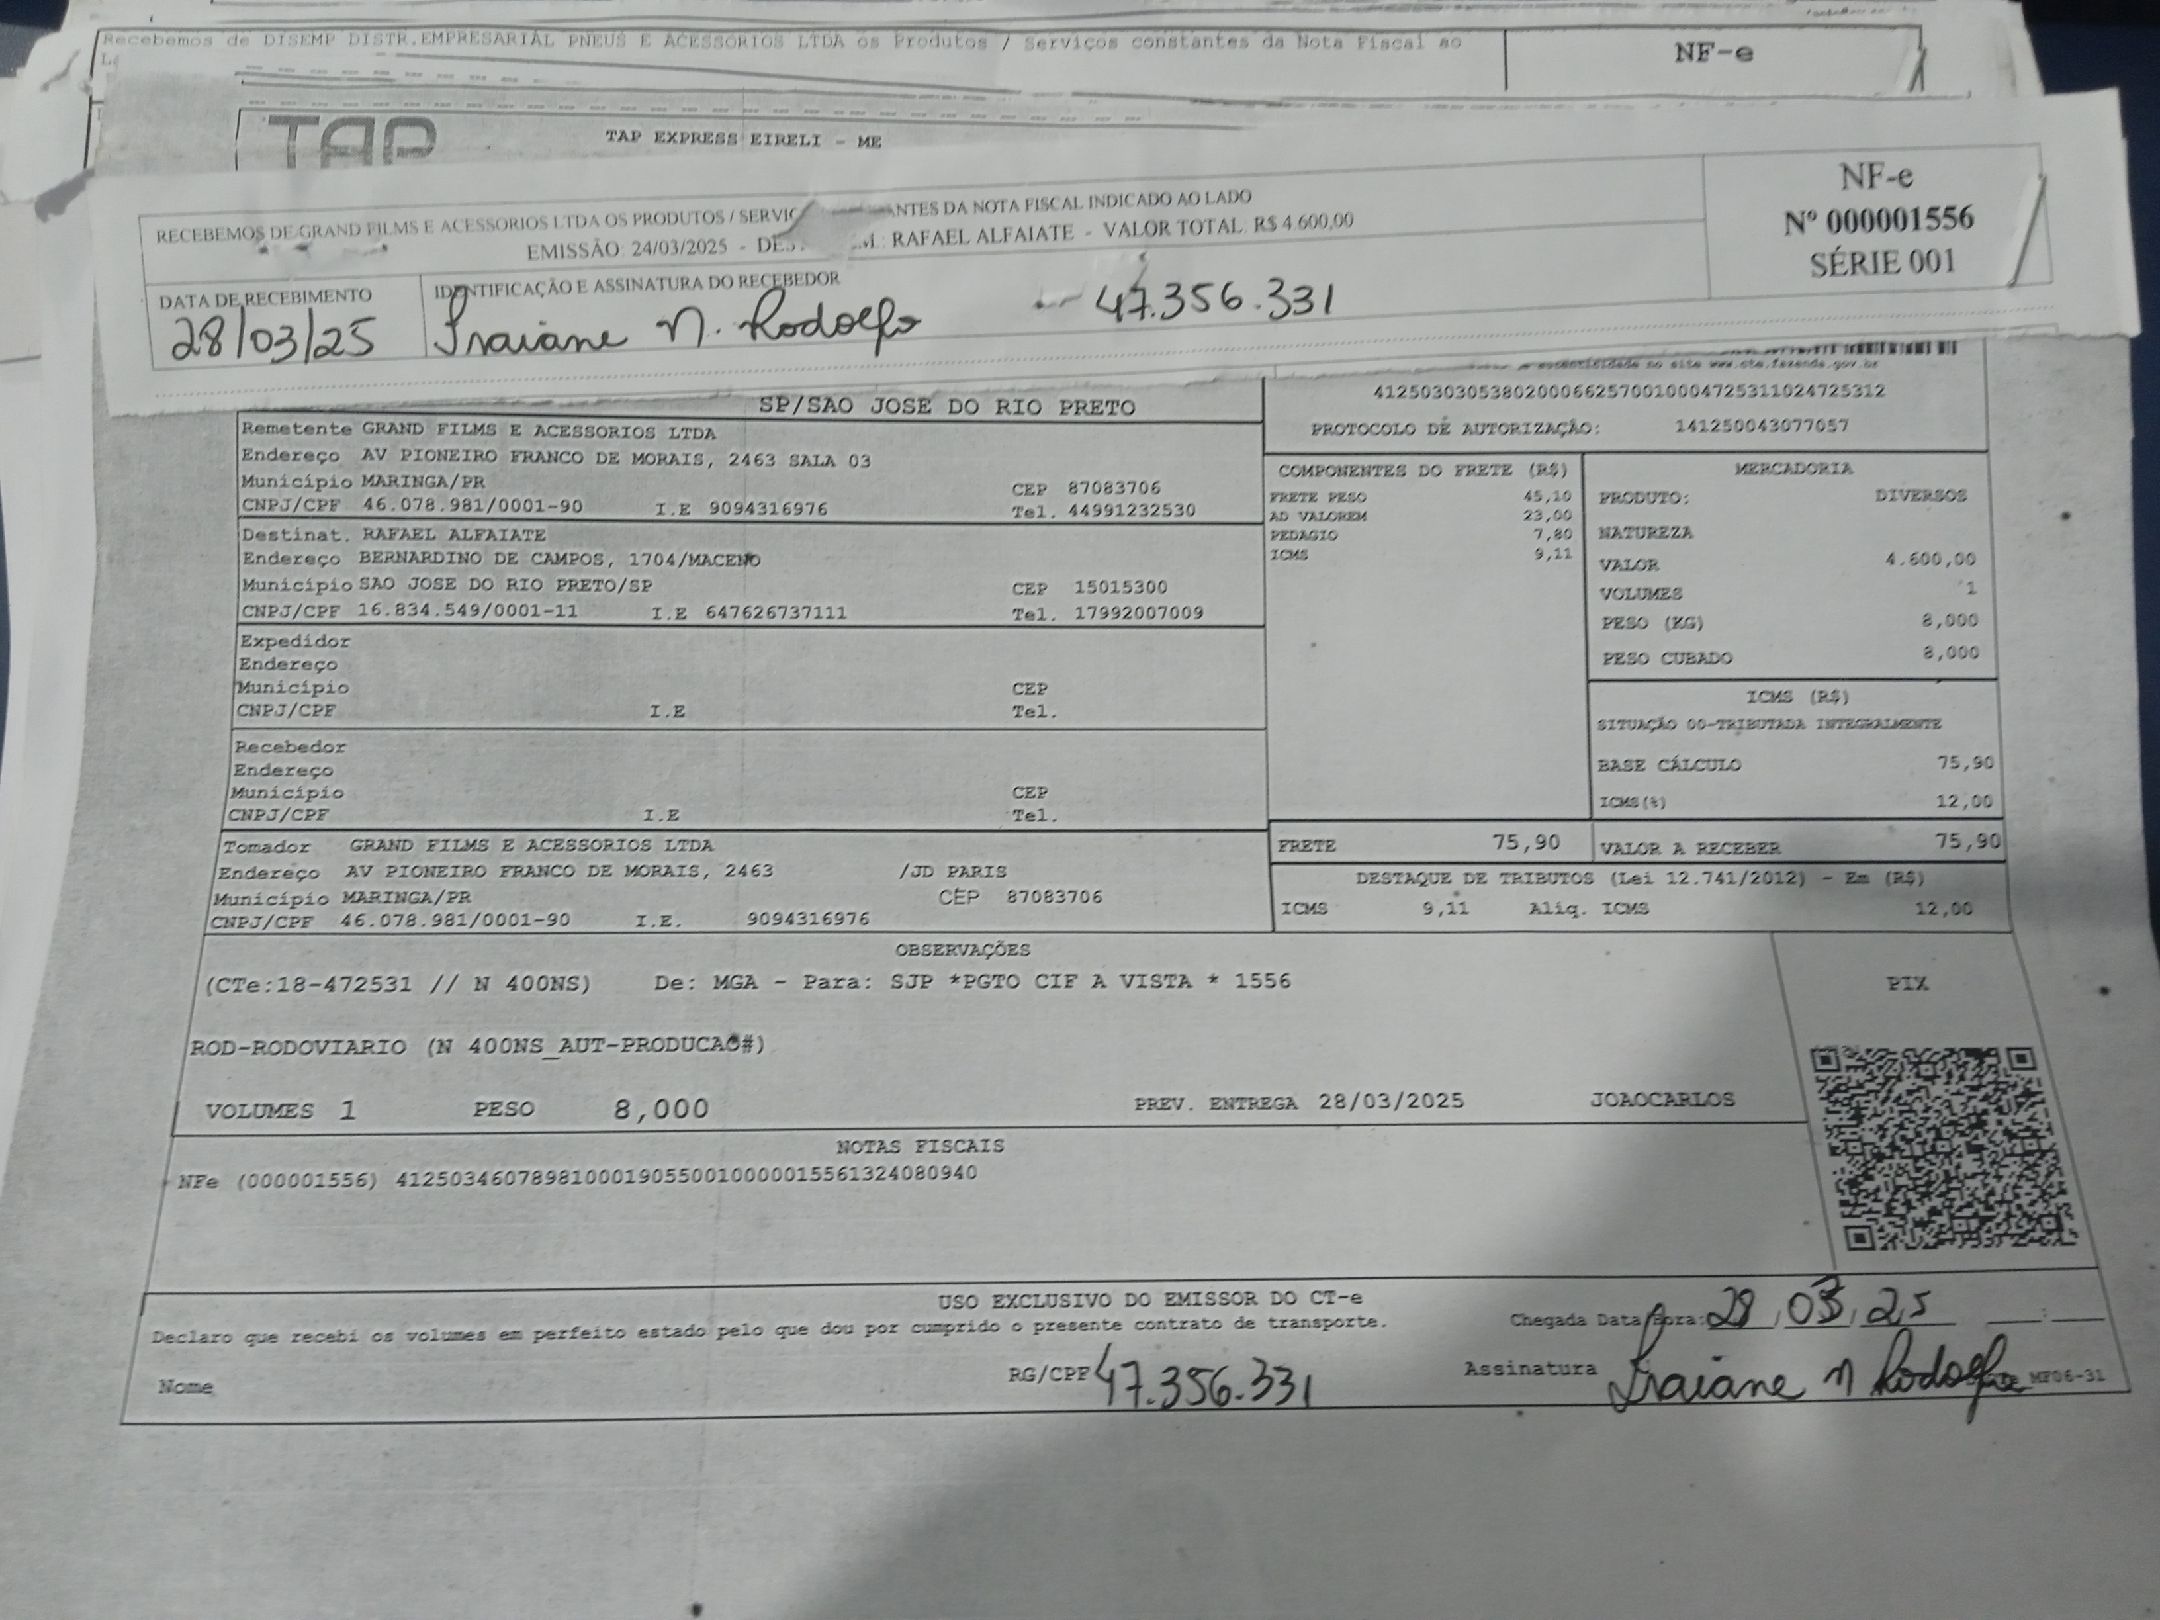 Recebemos de DISEMP DISTR.EMPRESARIAL PNEUS E ACESSORIOS LTDA os Produtos / Serviços constantes da Nota Fiscal ao
NF-e
TAP
TAP EXPRESS EIRELI - ME
RECEBEMOS DE GRAND FILMS E ACESSORIOS LTDA OS PRODUTOS / SERVIÇ ANTES DA NOTA FISCAL INDICADO AO LADO
EMISSÃO: 24/03/2025 - DES M.: RAFAEL ALFAIATE - VALOR TOTAL: R$ 4.600,00
NF-e
Nº 000001556
SÉRIE 001
DATA DE RECEBIMENTO
28/03/25
IDENTIFICAÇÃO E ASSINATURA DO RECEBEDOR
N. Rodolfo 47.356.331
SP/SAO JOSE DO RIO PRETO
site www.cte.fazenda.gov.br
41250303053802000662570010004725311024725312
PROTOCOLO DE AUTORIZAÇÃO: 141250043077057
Remetente GRAND FILMS E ACESSORIOS LTDA
Endereço AV PIONEIRO FRANCO DE MORAIS, 2463 SALA 03
Município MARINGA/PR CEP 87083706
CNPJ/CPF 46.078.981/0001-90 I.E 9094316976 Tel. 44991232530
Destinat. RAFAEL ALFAIATE
Endereço BERNARDINO DE CAMPOS, 1704/MACENO
Município SAO JOSE DO RIO PRETO/SP CEP 15015300
CNPJ/CPF 16.834.549/0001-11 I.E 647626737111 Tel. 17992007009
Expedidor
Endereço
Município CEP
CNPJ/CPF I.E Tel.
Recebedor
Endereço
Município CEP
CNPJ/CPF I.E Tel.
Tomador GRAND FILMS E ACESSORIOS LTDA
Endereço AV PIONEIRO FRANCO DE MORAIS, 2463 /JD PARIS
Município MARINGA/PR CEP 87083706
CNPJ/CPF 46.078.981/0001-90 I.E. 9094316976
COMPONENTES DO FRETE (R$)
FRETE PESO 45,10
AD VALOREM 23,00
PEDAGIO 7,80
ICMS 9,11
MERCADORIA
PRODUTO: DIVERSOS
NATUREZA
VALOR 4.600,00
VOLUMES 1
PESO (KG) 8,000
PESO CUBADO 8,000
ICMS (R$)
SITUAÇÃO 00-TRIBUTADA INTEGRALMENTE
BASE CÁLCULO 75,90
ICMS(%) 12,00
FRETE 75,90
VALOR A RECEBER 75,90
DESTAQUE DE TRIBUTOS (Lei 12.741/2012) - Em (R$)
ICMS 9,11 Aliq. ICMS 12,00
OBSERVAÇÕES
(CTe:18-472531 // N 400NS) De: MGA - Para: SJP *PGTO CIF A VISTA * 1556
ROD-RODOVIARIO (N 400NS_AUT-PRODUCAO#)
VOLUMES 1 PESO 8,000 PREV. ENTREGA 28/03/2025 JOAOCARLOS
PIX
NOTAS FISCAIS
NFe (000001556) 41250346078981000190550010000015561324080940
USO EXCLUSIVO DO EMISSOR DO CT-e
Declaro que recebi os volumes em perfeito estado pelo que dou por cumprido o presente contrato de transporte.
Chegada Data/Hora: 28/03/25 __:__
Nome RG/CPF 47.356.331 Assinatura N Rodolfo MF06-31